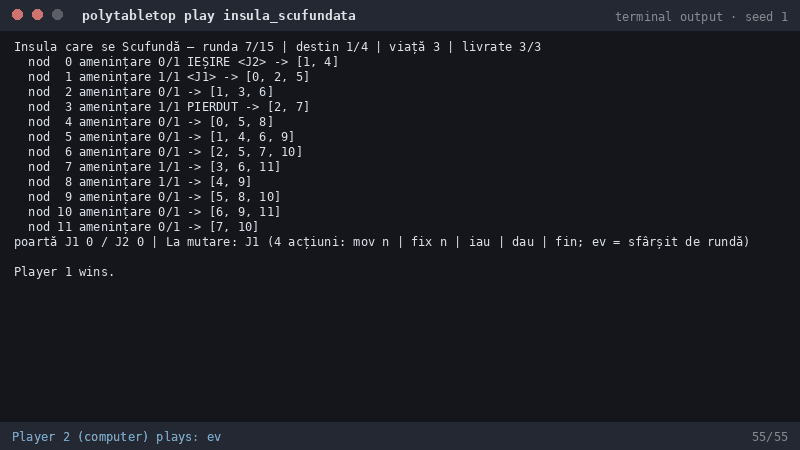 polytabletop play insula_scufundata
terminal output · seed 1
Insula care se Scufundă — runda 7/15 | destin 1/4 | viață 3 | livrate 3/3
nod 0 amenințare 0/1 IEȘIRE <J2> -> [1, 4]
nod 1 amenințare 1/1 <J1> -> [0, 2, 5]
nod 2 amenințare 0/1 -> [1, 3, 6]
nod 3 amenințare 1/1 PIERDUT -> [2, 7]
nod 4 amenințare 0/1 -> [0, 5, 8]
nod 5 amenințare 0/1 -> [1, 4, 6, 9]
nod 6 amenințare 0/1 -> [2, 5, 7, 10]
nod 7 amenințare 1/1 -> [3, 6, 11]
nod 8 amenințare 1/1 -> [4, 9]
nod 9 amenințare 0/1 -> [5, 8, 10]
nod 10 amenințare 0/1 -> [6, 9, 11]
nod 11 amenințare 0/1 -> [7, 10]
poartă J1 0 / J2 0 | La mutare: J1 (4 acțiuni: mov n | fix n | iau | dau | fin; ev = sfârșit de rundă)
Player 1 wins.
Player 2 (computer) plays: ev
55/55